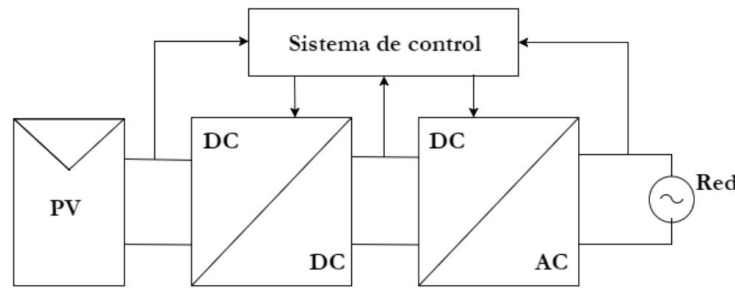 Sistema de control
DC
DC
PV
Red
DC
AC